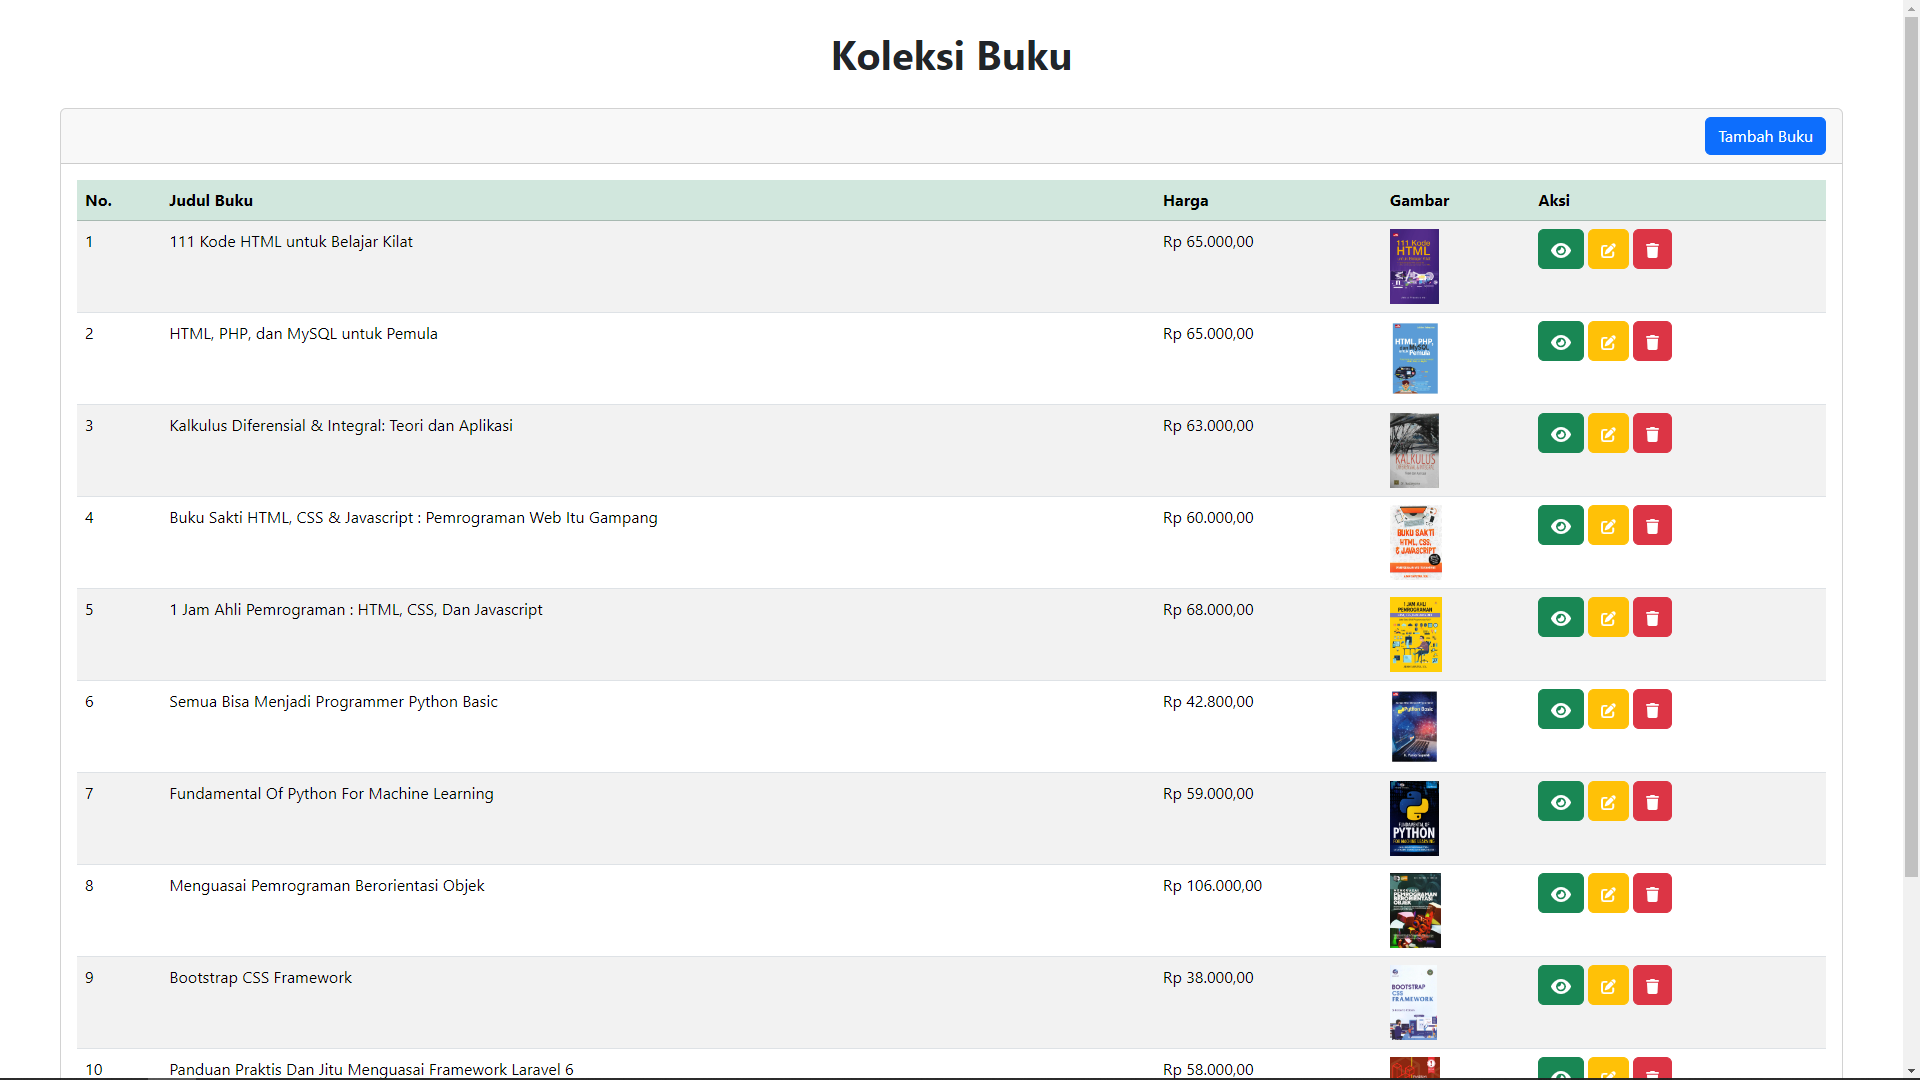 Koleksi Buku
Tambah Buku
No. Judul Buku Harga Gambar Aksi
1 111 Kode HTML untuk Belajar Kilat Rp 65.000,00
111 Kode
HTML
2 HTML, PHP, dan MySQL untuk Pemula Rp 65.000,00
HTML, PHP,
dan MySQL
untuk Pemula
3 Kalkulus Diferensial & Integral: Teori dan Aplikasi Rp 63.000,00
KALKULUS
4 Buku Sakti HTML, CSS & Javascript : Pemrograman Web Itu Gampang Rp 60.000,00
BUKU SAKTI
HTML, CSS,
& JAVASCRIPT
5 1 Jam Ahli Pemrograman : HTML, CSS, Dan Javascript Rp 68.000,00
1 JAM AHLI
PEMROGRAMAN
6 Semua Bisa Menjadi Programmer Python Basic Rp 42.800,00
Python Basic
7 Fundamental Of Python For Machine Learning Rp 59.000,00
FUNDAMENTAL OF
PYTHON
FOR MACHINE LEARNING
8 Menguasai Pemrograman Berorientasi Objek Rp 106.000,00
MENGUASAI
PEMROGRAMAN
BERORIENTASI
OBJEK
9 Bootstrap CSS Framework Rp 38.000,00
BOOTSTRAP
CSS
FRAMEWORK
10 Panduan Praktis Dan Jitu Menguasai Framework Laravel 6 Rp 58.000,00